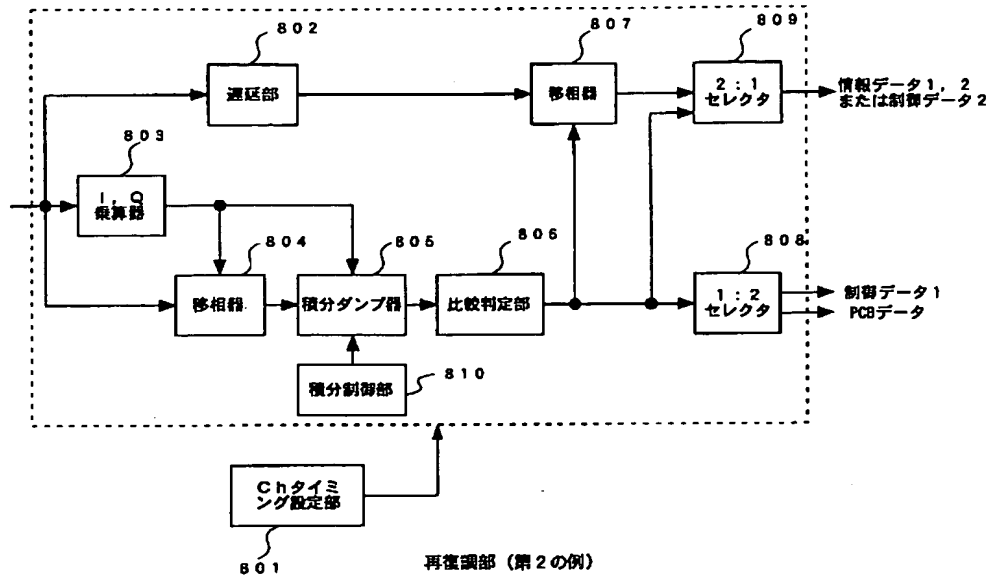 802
807
809
遅延部
移相器
2:1
セレクタ
情報データ1,2
または制御データ2
803
I,Q
乗算器
804
805
806
808
移相器
積分ダンプ器
比較判定部
1:2
セレクタ
制御データ1
PCBデータ
積分制御部
810
Chタイミ
ング設定部
801
再復調部(第2の例)